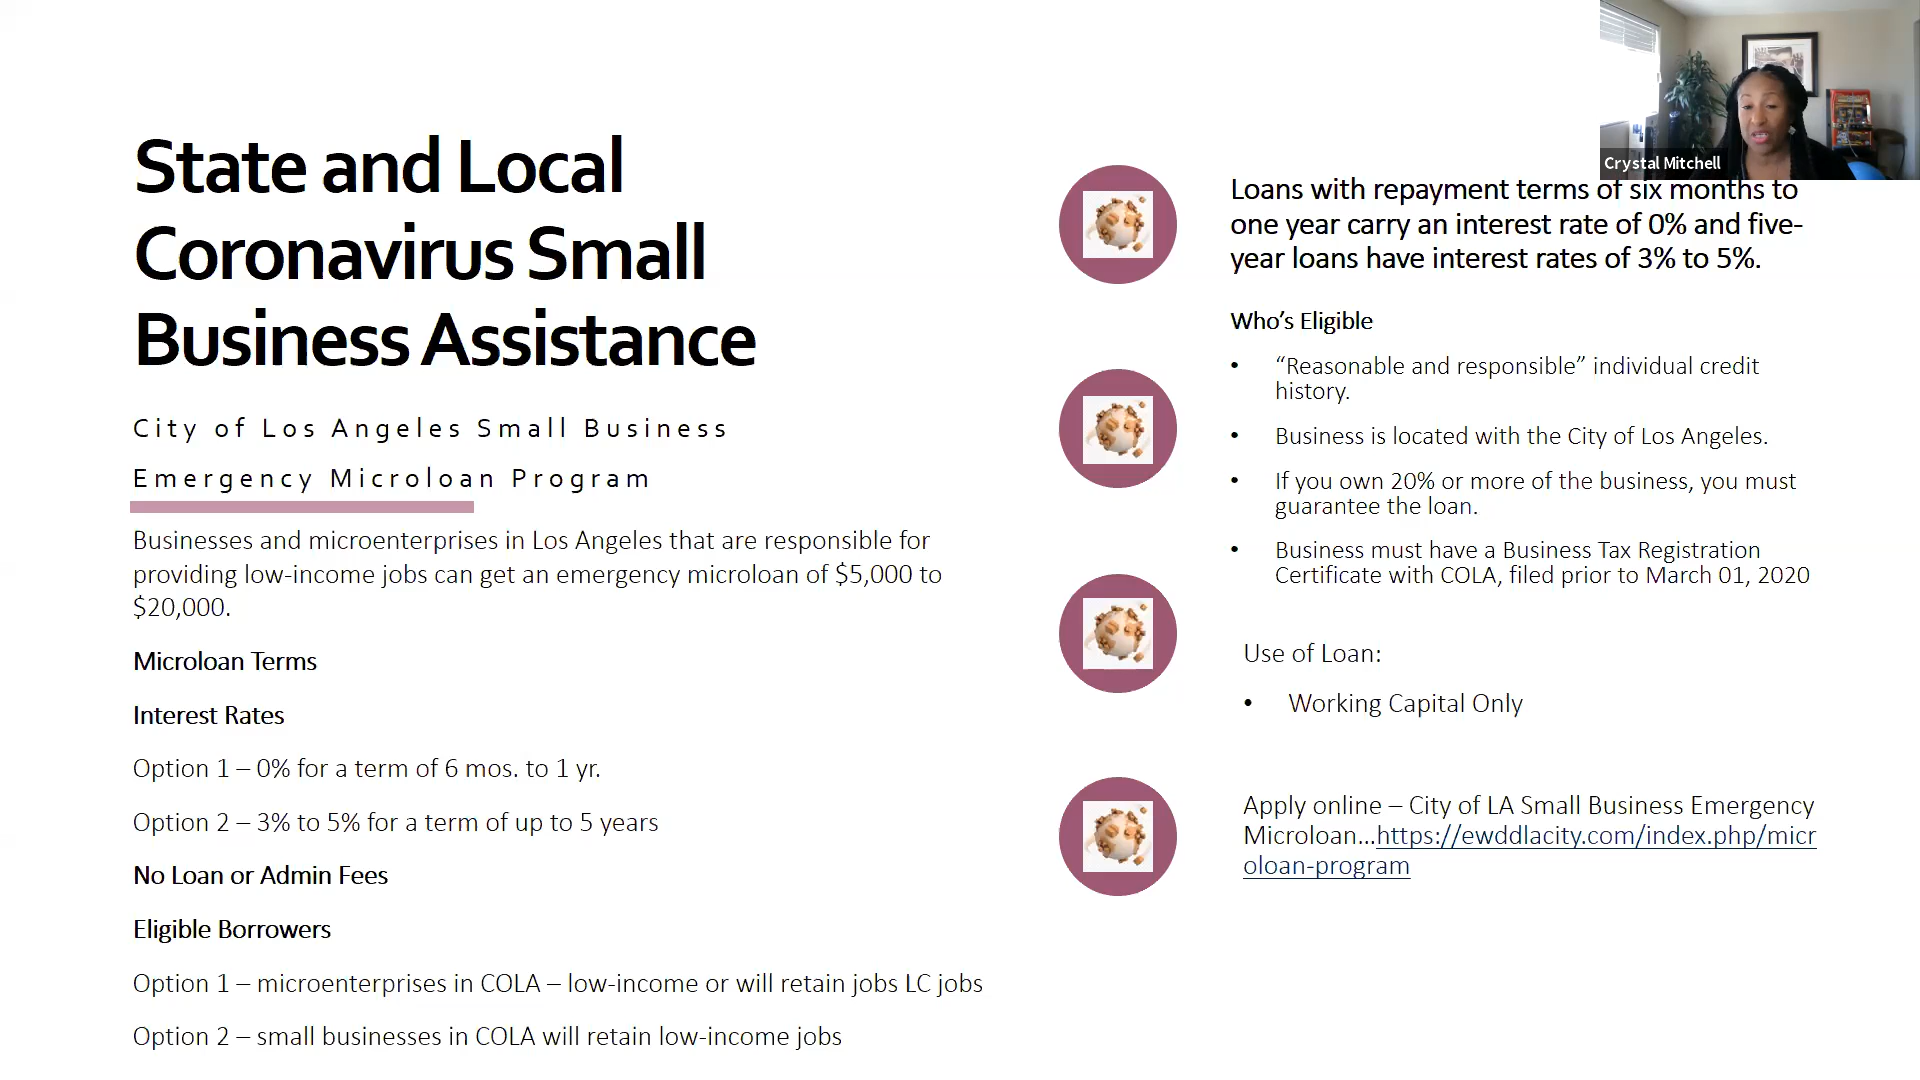 State and Local
Coronavirus Small
Business Assistance
City of Los Angeles Small Business
Emergency Microloan Program
Businesses and microenterprises in Los Angeles that are responsible for
providing low-income jobs can get an emergency microloan of $5,000 to
$20,000.
Microloan Terms
Interest Rates
Option 1 – 0% for a term of 6 mos. to 1 yr.
Option 2 – 3% to 5% for a term of up to 5 years
No Loan or Admin Fees
Eligible Borrowers
Option 1 – microenterprises in COLA – low-income or will retain jobs LC jobs
Option 2 – small businesses in COLA will retain low-income jobs
Crystal Mitchell
Loans with repayment terms of six months to
one year carry an interest rate of 0% and five-
year loans have interest rates of 3% to 5%.
Who’s Eligible
• “Reasonable and responsible” individual credit
history.
• Business is located with the City of Los Angeles.
• If you own 20% or more of the business, you must
guarantee the loan.
• Business must have a Business Tax Registration
Certificate with COLA, filed prior to March 01, 2020
Use of Loan:
• Working Capital Only
Apply online – City of LA Small Business Emergency
Microloan…https://ewddlacity.com/index.php/micr
oloan-program